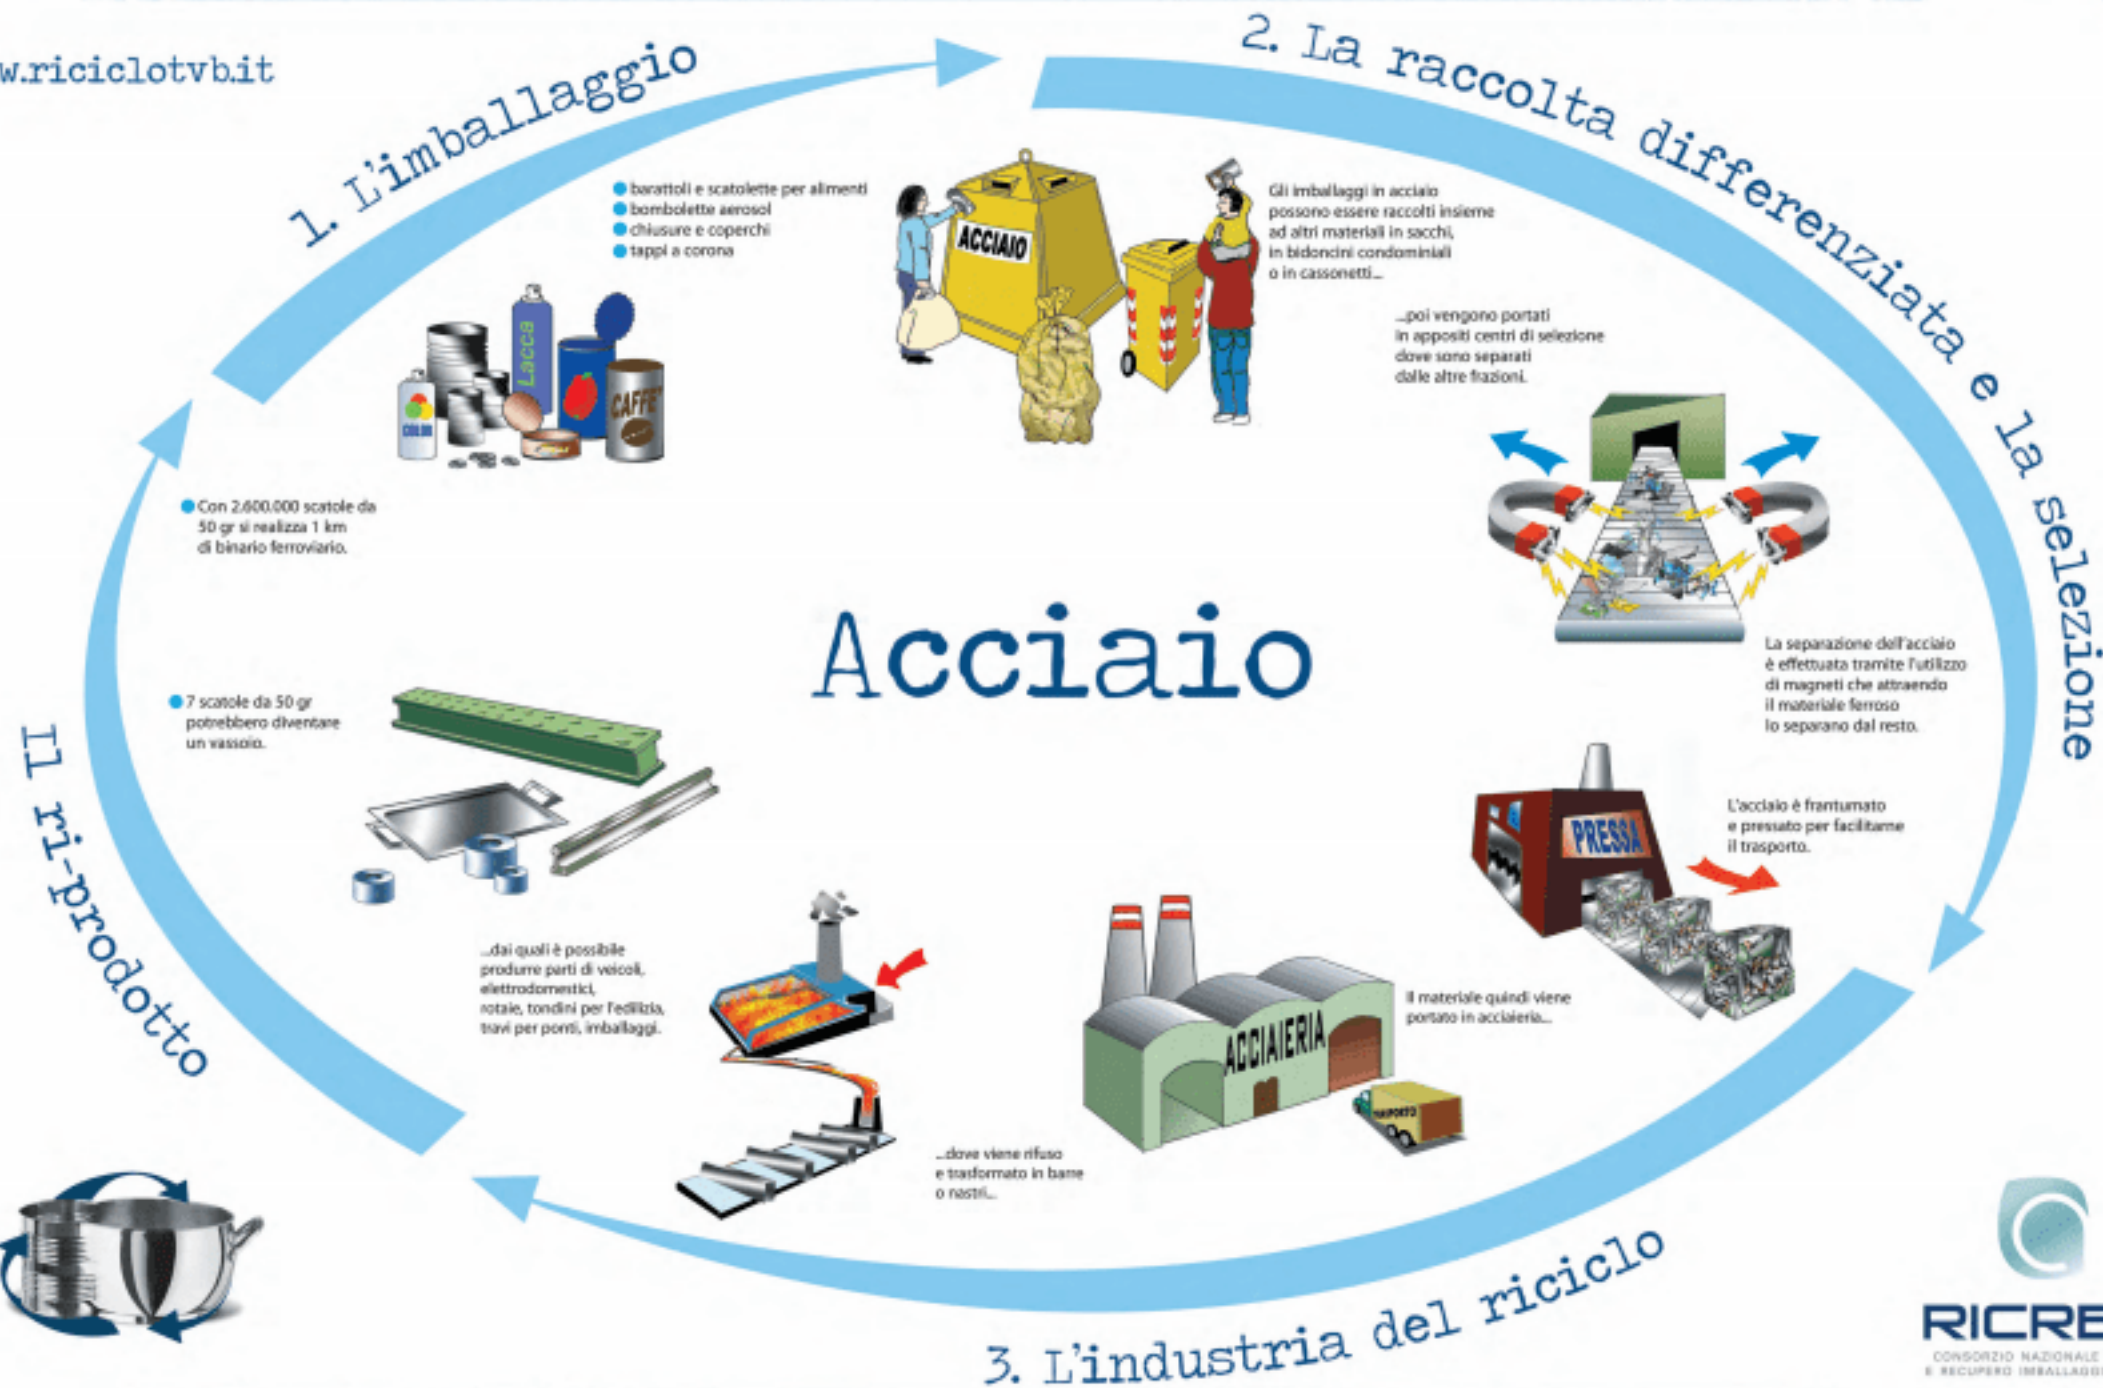 w.riciclotvb.it
1. L'imballaggio
2. La raccolta differenziata e la selezione
barattoli e scatolette per alimenti
bombolette aerosol
chiusure e coperchi
tappi a corona
ACCIAIO
Gli imballaggi in acciaio
possono essere raccolti insieme
ad altri materiali in sacchi,
in bidoncini condominiali
o in cassonetti...
...poi vengono portati
in appositi centri di selezione
dove sono separati
dalle altre frazioni.
Lacca
COLOR
CAFFE'
Con 2.600.000 scatole da
50 gr si realizza 1 km
di binario ferroviario.
Acciaio
La separazione dell'acciaio
è effettuata tramite l'utilizzo
di magneti che attraendo
il materiale ferroso
lo separano dal resto.
7 scatole da 50 gr
potrebbero diventare
un vassoio.
Il ri-prodotto
L'acciaio è frantumato
e pressato per facilitarne
il trasporto.
PRESSA
...dai quali è possibile
produrre parti di veicoli,
elettrodomestici,
rotaie, tondini per l'edilizia,
travi per ponti, imballaggi.
Il materiale quindi viene
portato in acciaieria...
ACCIAIERIA
...dove viene rifuso
e trasformato in barre
o nastri...
3. L'industria del riciclo
RICRE
CONSORZIO NAZIONALE
E RECUPERO IMBALLAGG